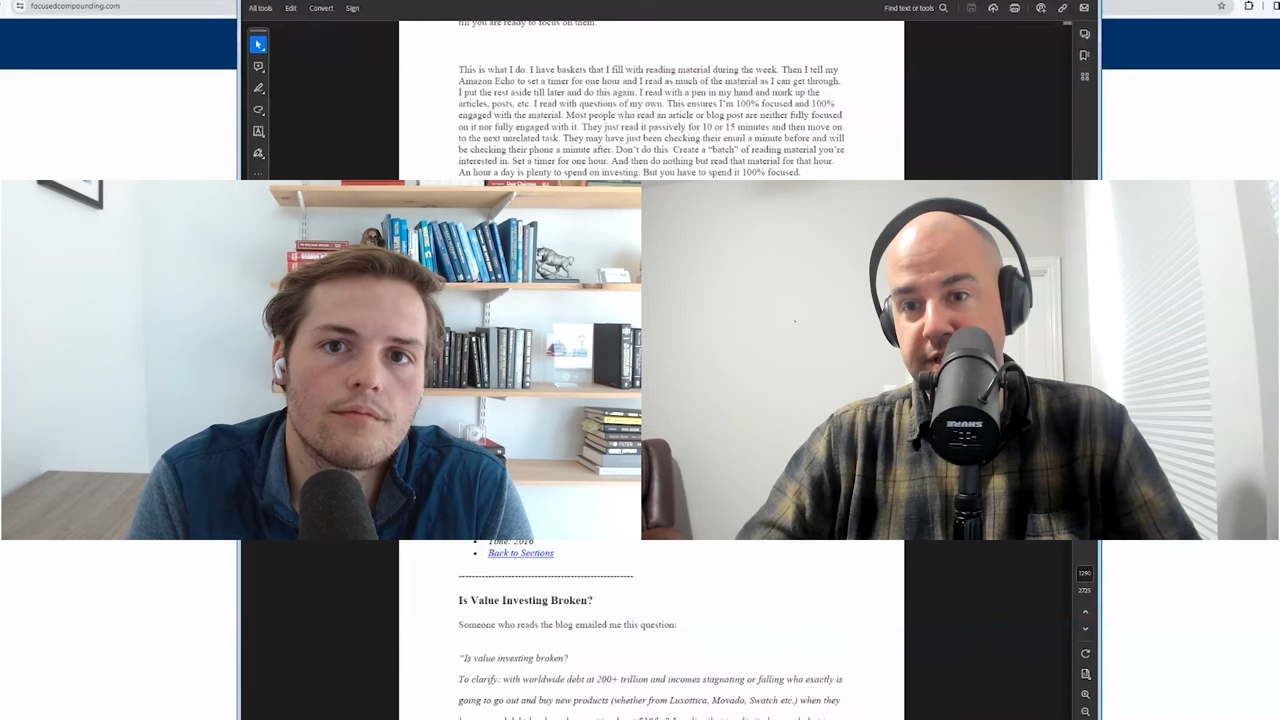 focusedcompounding.com
All tools Edit Convert Sign Find text or tools
till you are ready to focus on them.
This is what I do. I have baskets that I fill with reading material during the week. Then I tell my
Amazon Echo to set a timer for one hour and I read as much of the material as I can get through.
I put the rest aside till later and do this again. I read with a pen in my hand and mark up the
articles, posts, etc. I read with questions of my own. This ensures I'm 100% focused and 100%
engaged with the material. Most people who read an article or blog post are neither fully focused
on it nor fully engaged with it. They just read it passively for 10 or 15 minutes and then move on
to the next unrelated task. They may have just been checking their email a minute before and will
be checking their phone a minute after. Don't do this. Create a “batch” of reading material you're
interested in. Set a timer for one hour. And then do nothing but read that material for that hour.
An hour a day is plenty to spend on investing. But you have to spend it 100% focused.
SHURE
Time: 2016
Back to Sections
1290
2725
Is Value Investing Broken?
Someone who reads the blog emailed me this question:
“Is value investing broken?
To clarify: with worldwide debt at 200+ trillion and incomes stagnating or falling who exactly is
going to go out and buy new products (whether from Luxottica, Movado, Swatch etc.) when they